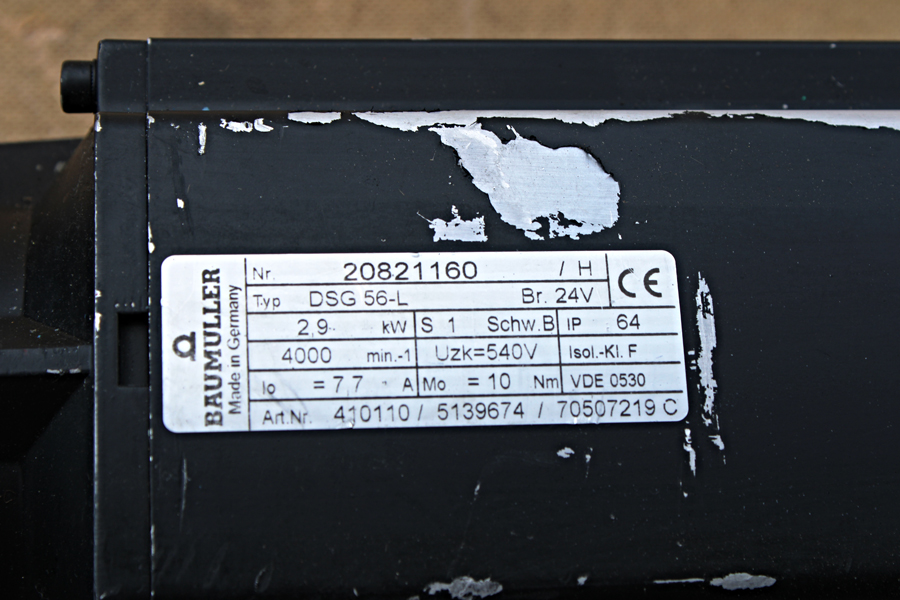 BAUMULLER
Made in Germany
Nr. 20821160 / H
CE
Typ DSG 56-L Br. 24V
2,9 kW S 1 Schw.B IP 64
4000 min.-1 Uzk=540V Isol.-Kl. F
Io = 7,7 A Mo = 10 Nm VDE 0530
Art.Nr. 410110 / 5139674 / 70507219 C